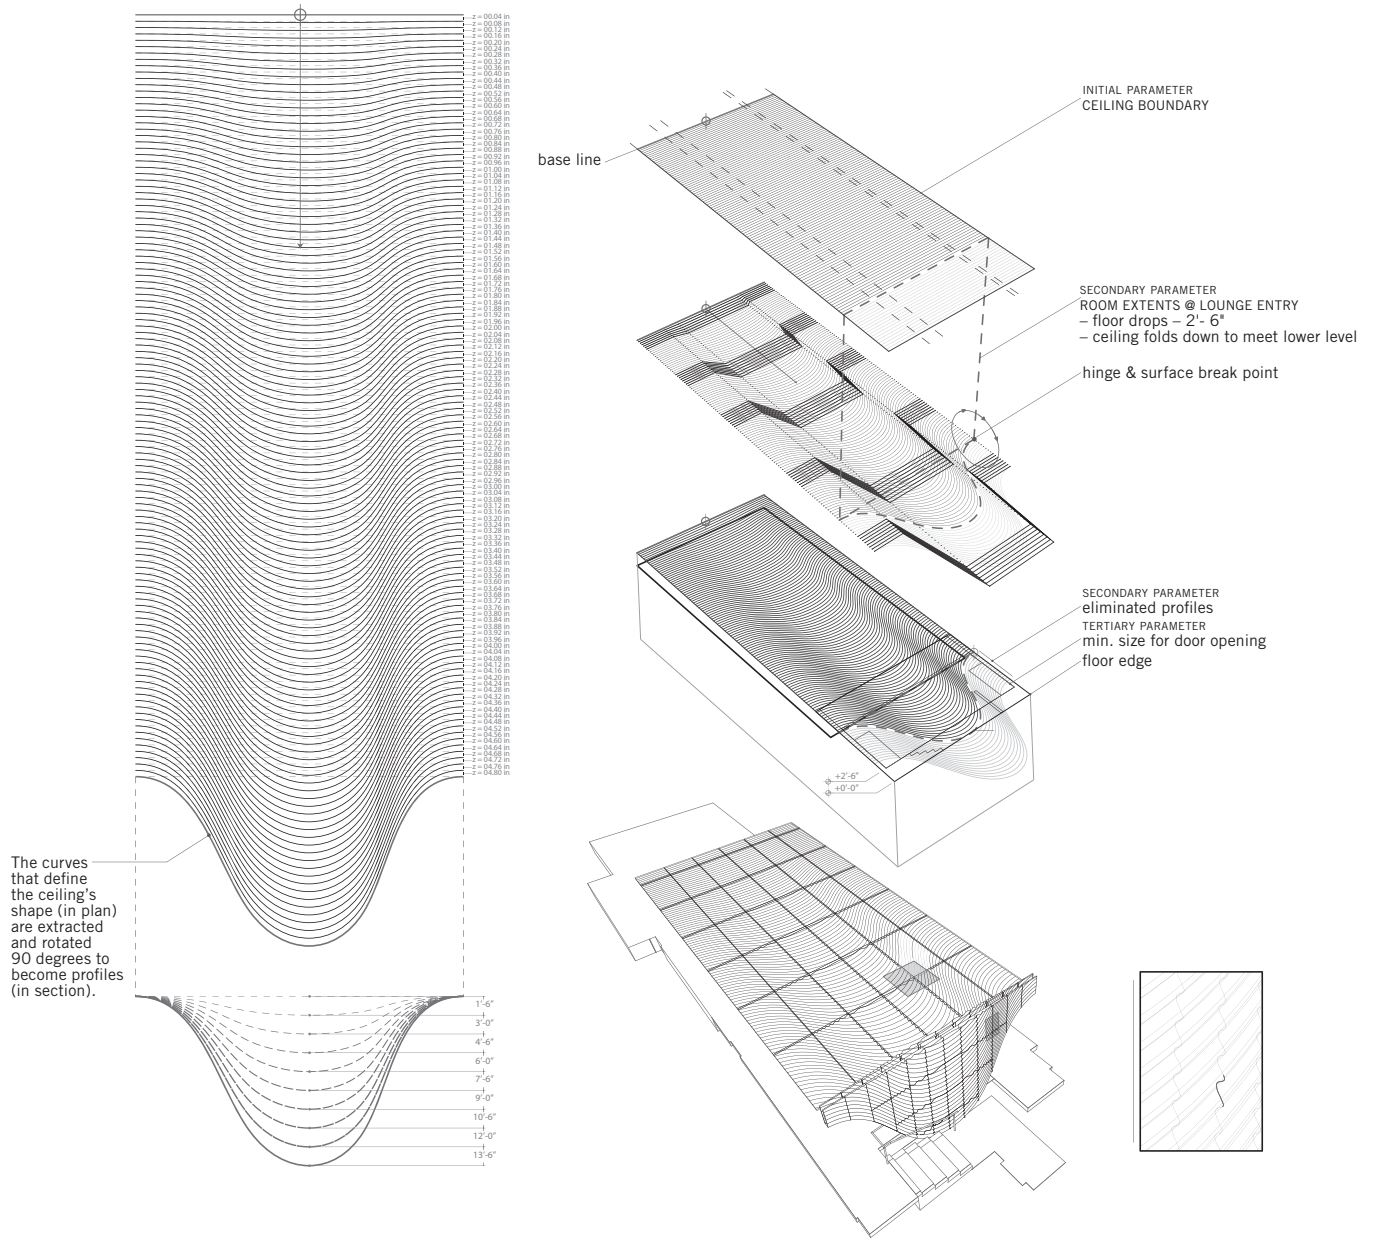 z = 00.04 in
z = 00.08 in
z = 00.12 in
z = 00.16 in
z = 00.20 in
z = 00.24 in
z = 00.28 in
z = 00.32 in
z = 00.36 in
z = 00.40 in
z = 00.44 in
z = 00.48 in
z = 00.52 in
z = 00.56 in
z = 00.60 in
z = 00.64 in
z = 00.68 in
z = 00.72 in
z = 00.76 in
z = 00.80 in
z = 00.84 in
z = 00.88 in
z = 00.92 in
z = 00.96 in
z = 01.00 in
z = 01.04 in
z = 01.08 in
z = 01.12 in
z = 01.16 in
z = 01.20 in
z = 01.24 in
z = 01.28 in
z = 01.32 in
z = 01.36 in
z = 01.40 in
z = 01.44 in
z = 01.48 in
z = 01.52 in
z = 01.56 in
z = 01.60 in
z = 01.64 in
z = 01.68 in
z = 01.72 in
z = 01.76 in
z = 01.80 in
z = 01.84 in
z = 01.88 in
z = 01.92 in
z = 01.96 in
z = 02.00 in
z = 02.04 in
z = 02.08 in
z = 02.12 in
z = 02.16 in
z = 02.20 in
z = 02.24 in
z = 02.28 in
z = 02.32 in
z = 02.36 in
z = 02.40 in
z = 02.44 in
z = 02.48 in
z = 02.52 in
z = 02.56 in
z = 02.60 in
z = 02.64 in
z = 02.68 in
z = 02.72 in
z = 02.76 in
z = 02.80 in
z = 02.84 in
z = 02.88 in
z = 02.92 in
z = 02.96 in
z = 03.00 in
z = 03.04 in
z = 03.08 in
z = 03.12 in
z = 03.16 in
z = 03.20 in
z = 03.24 in
z = 03.28 in
z = 03.32 in
z = 03.36 in
z = 03.40 in
z = 03.44 in
z = 03.48 in
z = 03.52 in
z = 03.56 in
z = 03.60 in
z = 03.64 in
z = 03.68 in
z = 03.72 in
z = 03.76 in
z = 03.80 in
z = 03.84 in
z = 03.88 in
z = 03.92 in
z = 03.96 in
z = 04.00 in
z = 04.04 in
z = 04.08 in
z = 04.12 in
z = 04.16 in
z = 04.20 in
z = 04.24 in
z = 04.28 in
z = 04.32 in
z = 04.36 in
z = 04.40 in
z = 04.44 in
z = 04.48 in
z = 04.52 in
z = 04.56 in
z = 04.60 in
z = 04.64 in
z = 04.68 in
z = 04.72 in
z = 04.76 in
z = 04.80 in
The curves
that define
the ceiling's
shape (in plan)
are extracted
and rotated
90 degrees to
become profiles
(in section).
1'-6"
3'-0"
4'-6"
6'-0"
7'-6"
9'-0"
10'-6"
12'-0"
13'-6"
base line
INITIAL PARAMETER
CEILING BOUNDARY
SECONDARY PARAMETER
ROOM EXTENTS @ LOUNGE ENTRY
– floor drops – 2'- 6"
– ceiling folds down to meet lower level
hinge & surface break point
SECONDARY PARAMETER
eliminated profiles
TERTIARY PARAMETER
min. size for door opening
floor edge
+2'-6"
+0'-0"